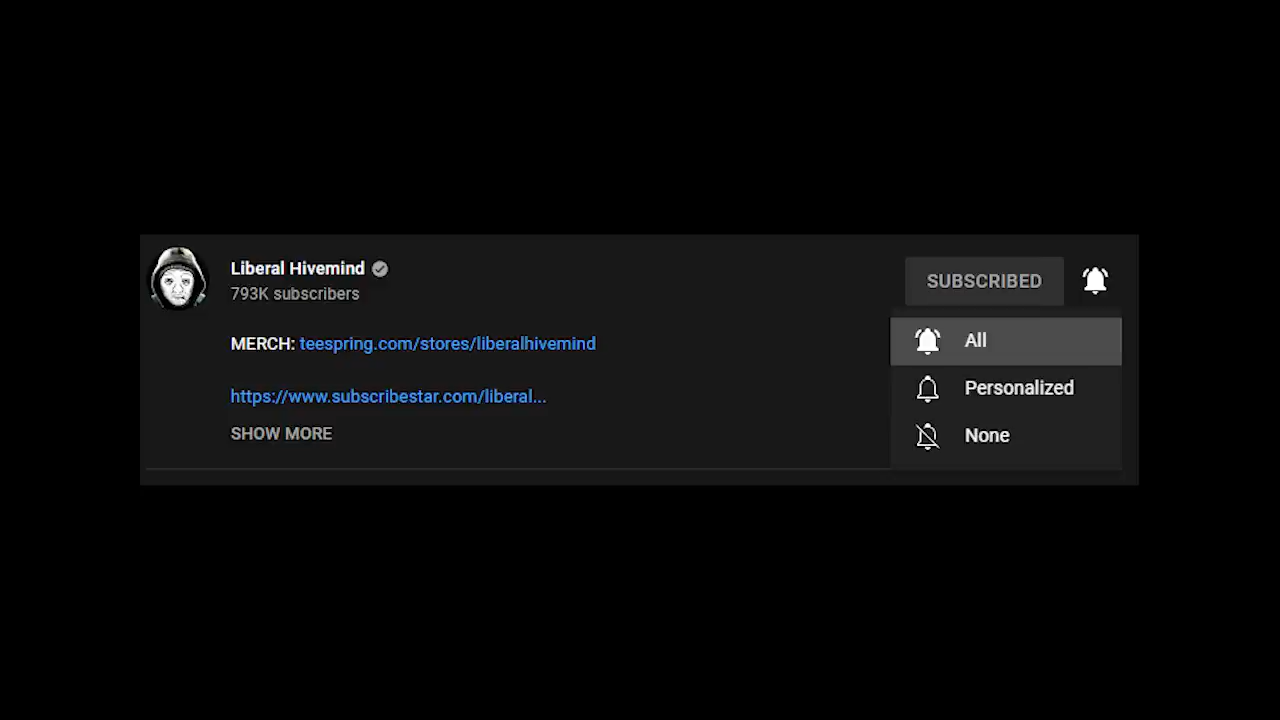 Liberal Hivemind
793K subscribers
SUBSCRIBED
MERCH: teespring.com/stores/liberalhivemind
https://www.subscribestar.com/liberal...
SHOW MORE
All
Personalized
None